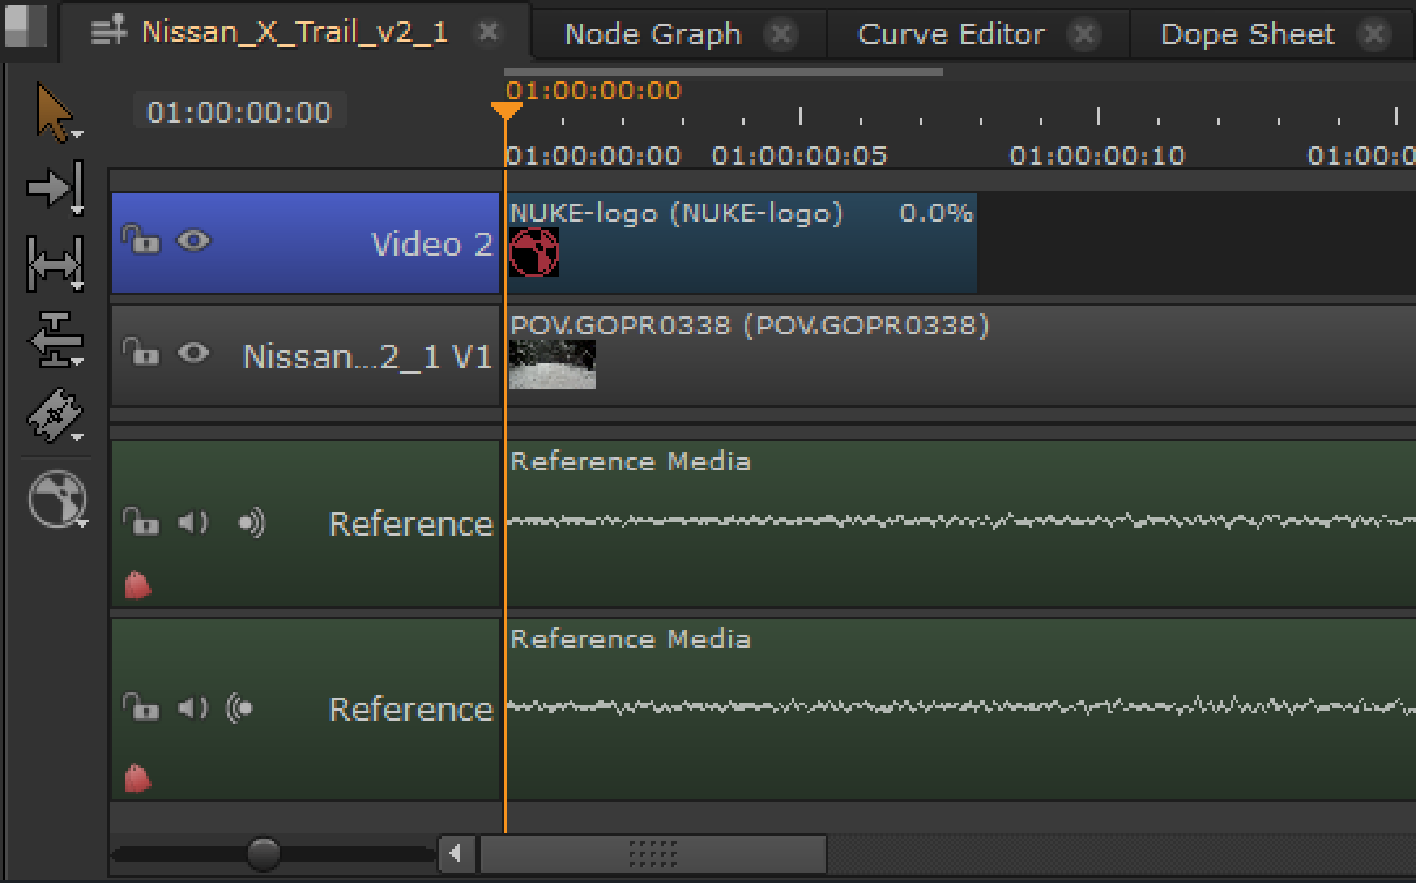 Nissan_X_Trail_v2_1 Node Graph Curve Editor Dope Sheet
01:00:00:00
01:00:00:00
01:00:00:00 01:00:00:05 01:00:00:10 01:00:0
NUKE-logo (NUKE-logo) 0.0%
Video 2
POV.GOPR0338 (POV.GOPR0338)
Nissan...2_1 V1
Reference Media
Reference
Reference Media
Reference